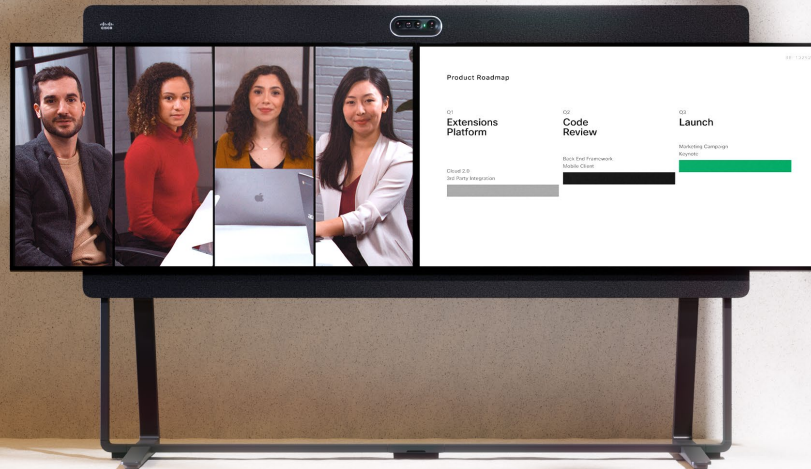 CISCO
Product Roadmap
Q1
Extensions
Platform
Cloud 2.0
3rd Party Integration
Q2
Code
Review
Back End Framework
Mobile Client
Q3
Launch
Marketing Campaign
Keynote